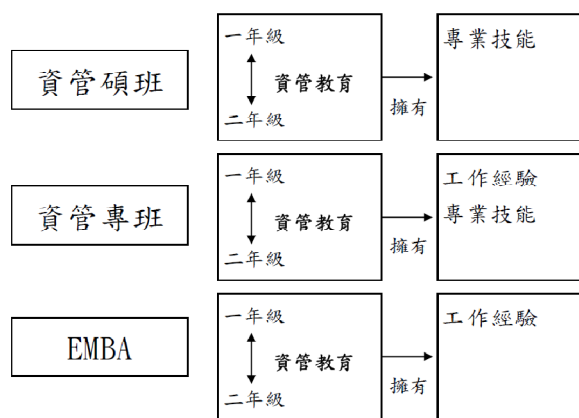 資管碩班
一年級
資管教育
二年級
擁有
專業技能
資管專班
一年級
資管教育
二年級
擁有
工作經驗
專業技能
EMBA
一年級
資管教育
二年級
擁有
工作經驗